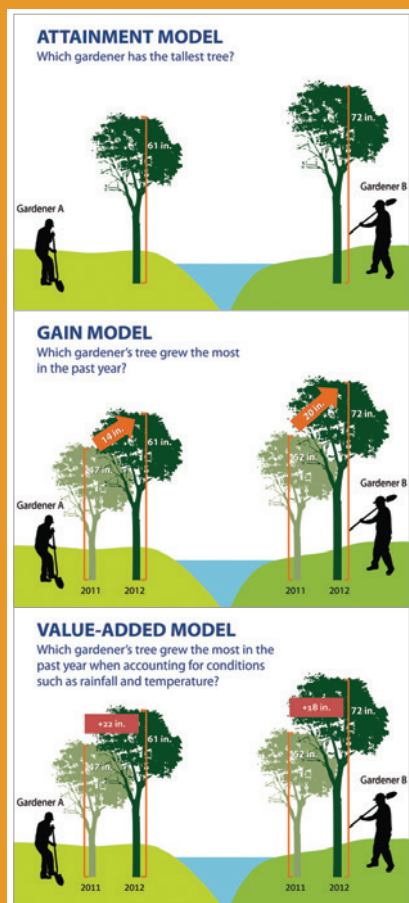 ATTAINMENT MODEL
Which gardener has the tallest tree?
61 in.
72 in.
Gardener A
Gardener B
GAIN MODEL
Which gardener's tree grew the most
in the past year?
14 in.
20 in.
47 in.
61 in.
52 in.
72 in.
Gardener A
Gardener B
2011
2012
2011
2012
VALUE-ADDED MODEL
Which gardener's tree grew the most in the
past year when accounting for conditions
such as rainfall and temperature?
+22 in.
+18 in.
47 in.
61 in.
52 in.
72 in.
Gardener A
Gardener B
2011
2012
2011
2012